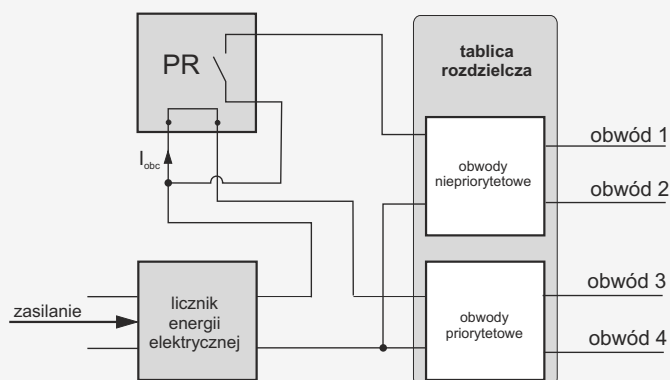 PR
I obc
tablica
rozdzielcza
obwody
niepriorytetowe
obwód 1
obwód 2
zasilanie
licznik
energii
elektrycznej
obwody
priorytetowe
obwód 3
obwód 4